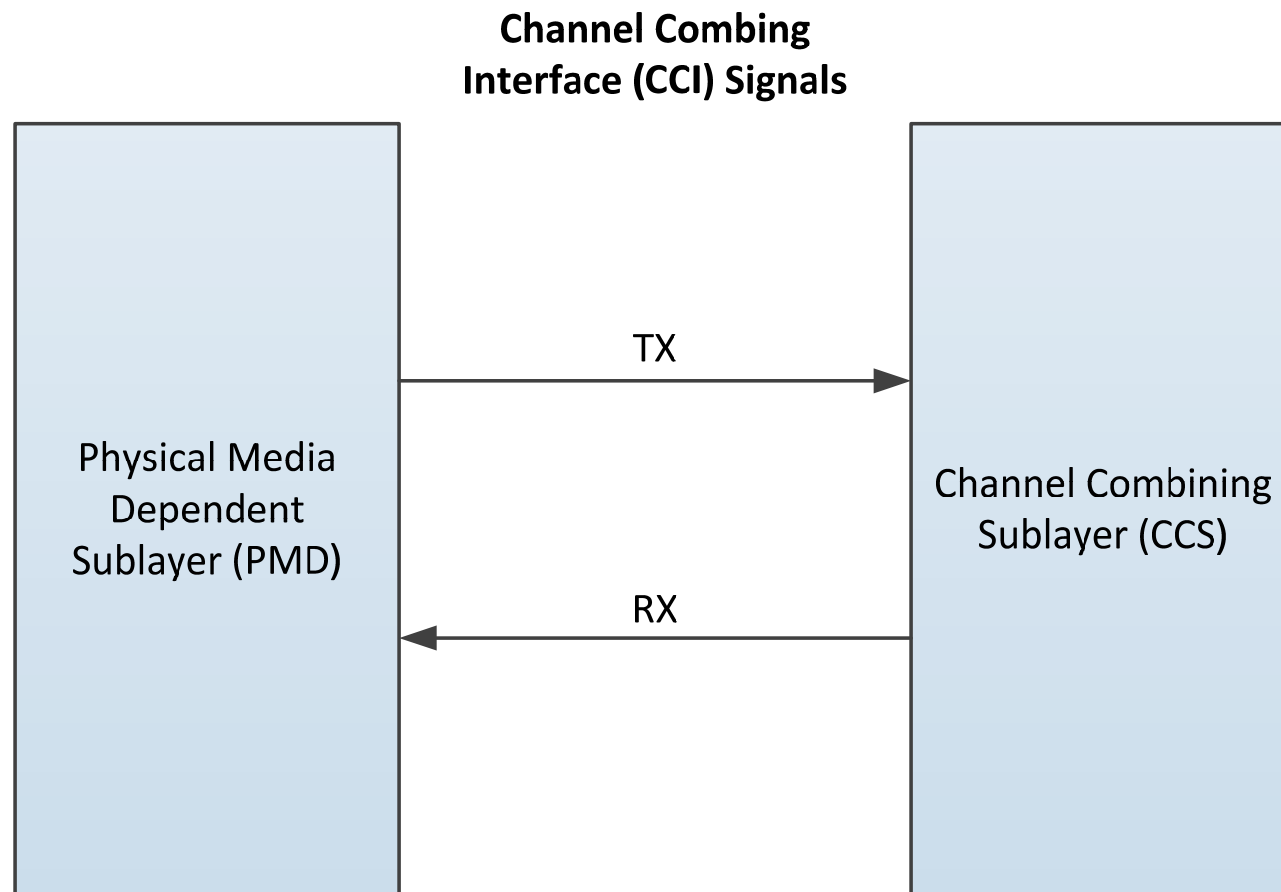 Channel Combing
Interface (CCI) Signals
TX
Physical Media
Dependent
Sublayer (PMD)
Channel Combining
Sublayer (CCS)
RX